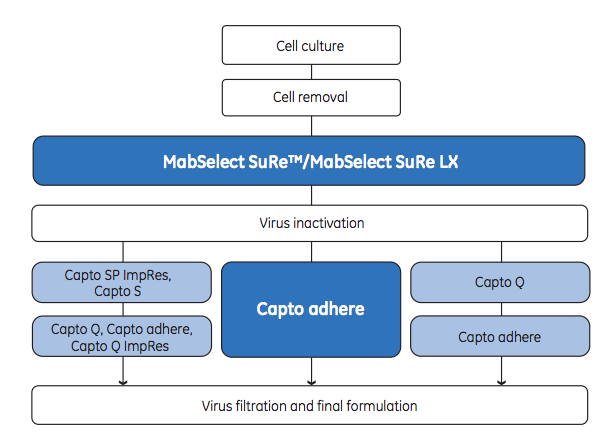 Cell culture
Cell removal
MabSelect SuRe™/MabSelect SuRe LX
Virus inactivation
Capto SP ImpRes,
Capto S
Capto Q, Capto adhere,
Capto Q ImpRes
Capto adhere
Capto Q
Capto adhere
Virus filtration and final formulation